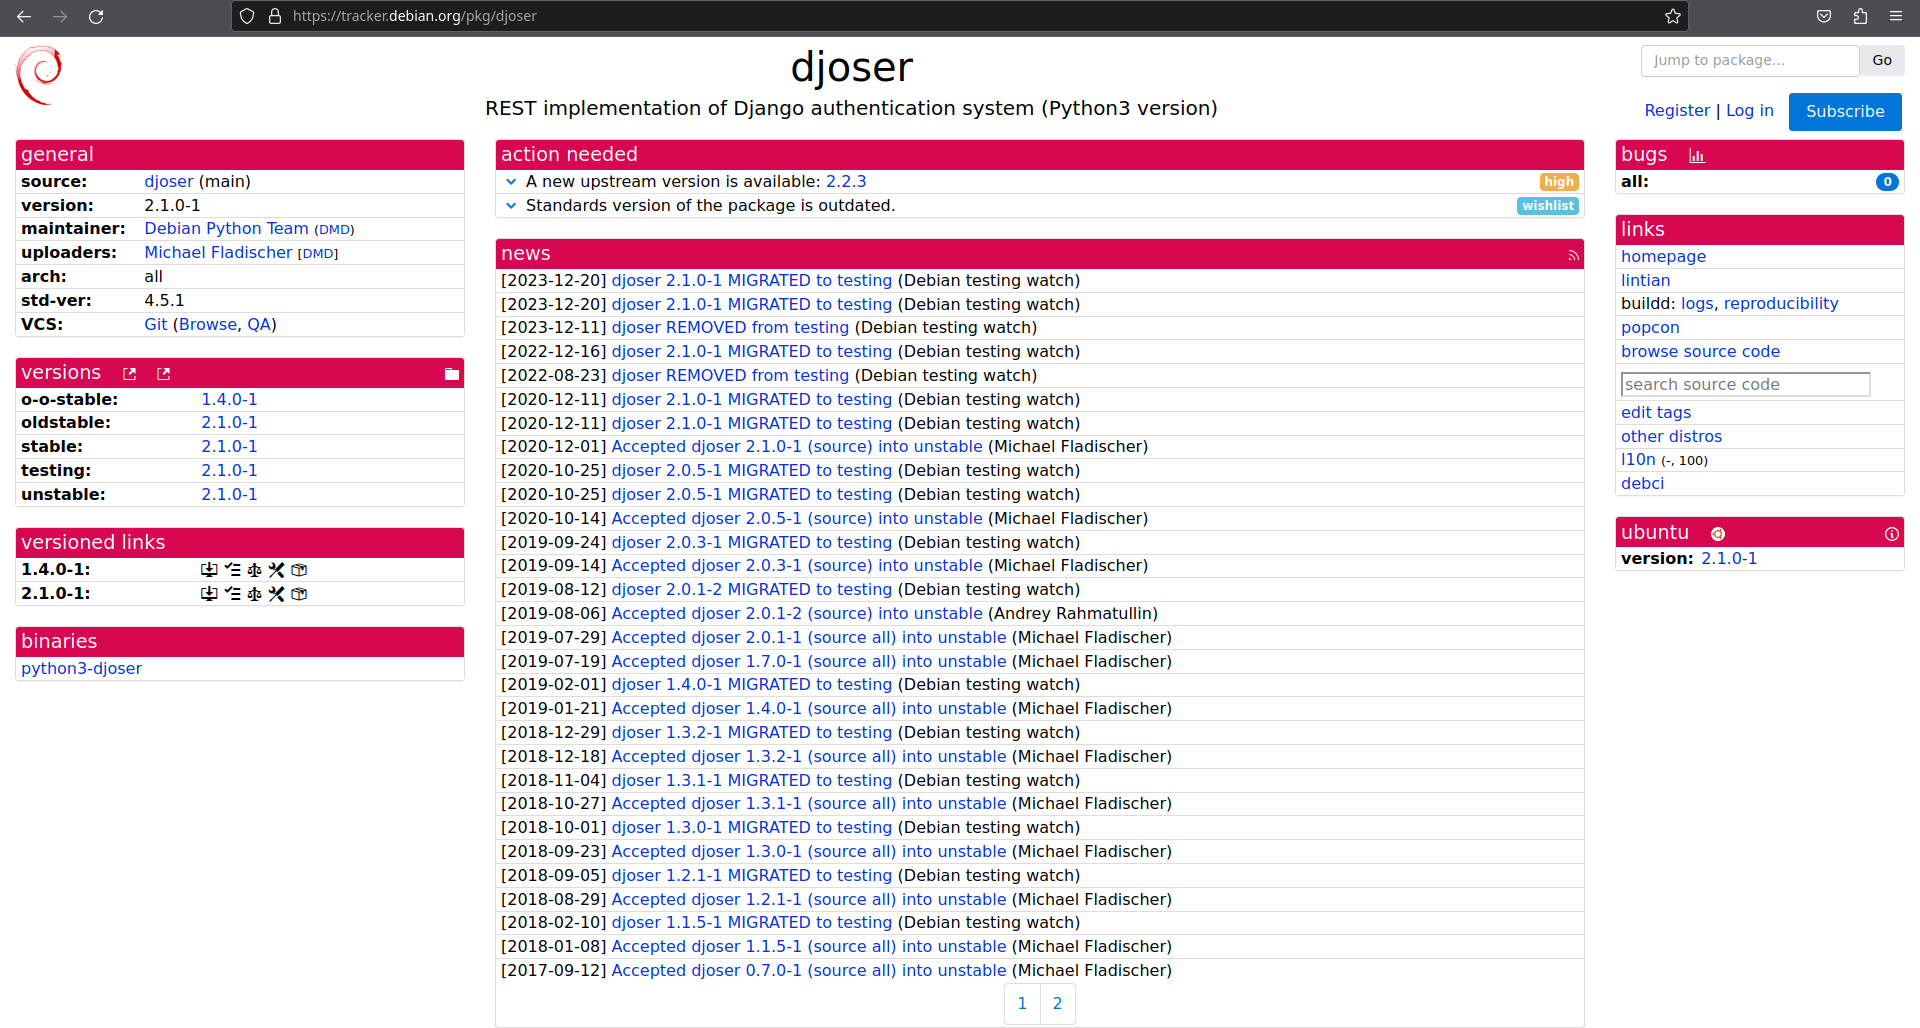 https://tracker.debian.org/pkg/djoser
djoser
REST implementation of Django authentication system (Python3 version)
Jump to package...
Go
Register | Log in
Subscribe
general
source: djoser (main)
version: 2.1.0-1
maintainer: Debian Python Team (DMD)
uploaders: Michael Fladischer [DMD]
arch: all
std-ver: 4.5.1
VCS: Git (Browse, QA)
versions
o-o-stable: 1.4.0-1
oldstable: 2.1.0-1
stable: 2.1.0-1
testing: 2.1.0-1
unstable: 2.1.0-1
versioned links
1.4.0-1:
2.1.0-1:
binaries
python3-djoser
action needed
A new upstream version is available: 2.2.3 high
Standards version of the package is outdated. wishlist
news
[2023-12-20] djoser 2.1.0-1 MIGRATED to testing (Debian testing watch)
[2023-12-20] djoser 2.1.0-1 MIGRATED to testing (Debian testing watch)
[2023-12-11] djoser REMOVED from testing (Debian testing watch)
[2022-12-16] djoser 2.1.0-1 MIGRATED to testing (Debian testing watch)
[2022-08-23] djoser REMOVED from testing (Debian testing watch)
[2020-12-11] djoser 2.1.0-1 MIGRATED to testing (Debian testing watch)
[2020-12-11] djoser 2.1.0-1 MIGRATED to testing (Debian testing watch)
[2020-12-01] Accepted djoser 2.1.0-1 (source) into unstable (Michael Fladischer)
[2020-10-25] djoser 2.0.5-1 MIGRATED to testing (Debian testing watch)
[2020-10-25] djoser 2.0.5-1 MIGRATED to testing (Debian testing watch)
[2020-10-14] Accepted djoser 2.0.5-1 (source) into unstable (Michael Fladischer)
[2019-09-24] djoser 2.0.3-1 MIGRATED to testing (Debian testing watch)
[2019-09-14] Accepted djoser 2.0.3-1 (source) into unstable (Michael Fladischer)
[2019-08-12] djoser 2.0.1-2 MIGRATED to testing (Debian testing watch)
[2019-08-06] Accepted djoser 2.0.1-2 (source) into unstable (Andrey Rahmatullin)
[2019-07-29] Accepted djoser 2.0.1-1 (source all) into unstable (Michael Fladischer)
[2019-07-19] Accepted djoser 1.7.0-1 (source all) into unstable (Michael Fladischer)
[2019-02-01] djoser 1.4.0-1 MIGRATED to testing (Debian testing watch)
[2019-01-21] Accepted djoser 1.4.0-1 (source all) into unstable (Michael Fladischer)
[2018-12-29] djoser 1.3.2-1 MIGRATED to testing (Debian testing watch)
[2018-12-18] Accepted djoser 1.3.2-1 (source all) into unstable (Michael Fladischer)
[2018-11-04] djoser 1.3.1-1 MIGRATED to testing (Debian testing watch)
[2018-10-27] Accepted djoser 1.3.1-1 (source all) into unstable (Michael Fladischer)
[2018-10-01] djoser 1.3.0-1 MIGRATED to testing (Debian testing watch)
[2018-09-23] Accepted djoser 1.3.0-1 (source all) into unstable (Michael Fladischer)
[2018-09-05] djoser 1.2.1-1 MIGRATED to testing (Debian testing watch)
[2018-08-29] Accepted djoser 1.2.1-1 (source all) into unstable (Michael Fladischer)
[2018-02-10] djoser 1.1.5-1 MIGRATED to testing (Debian testing watch)
[2018-01-08] Accepted djoser 1.1.5-1 (source all) into unstable (Michael Fladischer)
[2017-09-12] Accepted djoser 0.7.0-1 (source all) into unstable (Michael Fladischer)
1 2
bugs
all: 0
links
homepage
lintian
buildd: logs, reproducibility
popcon
browse source code
search source code
edit tags
other distros
l10n (-, 100)
debci
ubuntu
version: 2.1.0-1